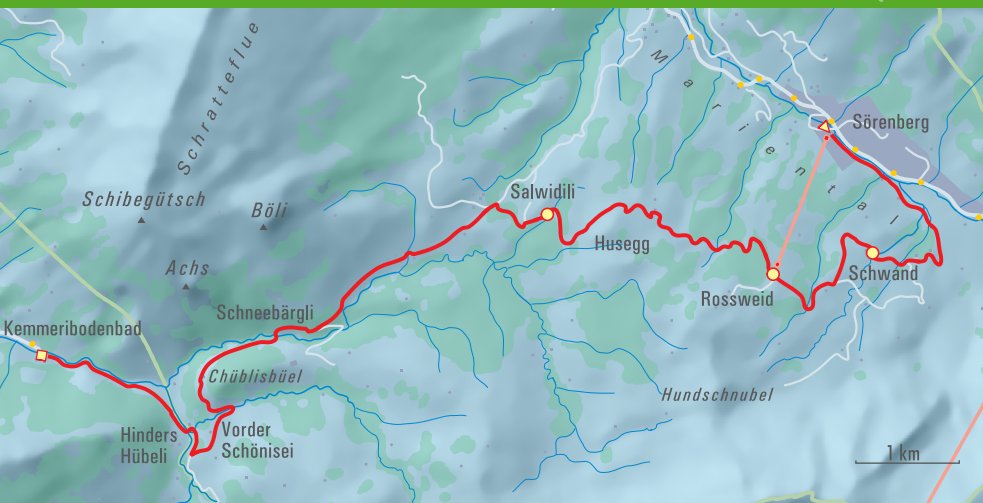 Schratteflue
Mariental
Sörenberg
Schibegütsch
Böli
Salwidili
Husegg
Achs
Rossweid
Schwand
Schneebärgli
Kemmeribodenbad
Chüblisbüel
Hundschnubel
Hinders
Hübeli
Vorder
Schönisei
1 km